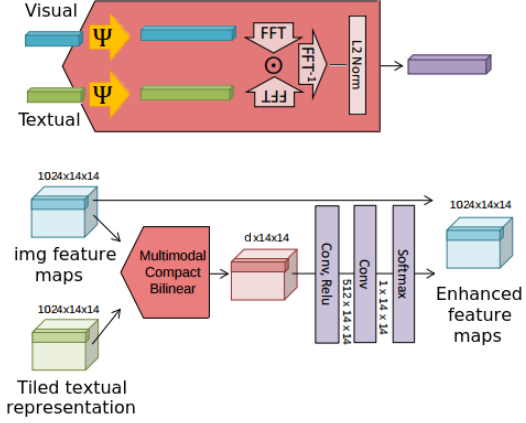 Visual
Ψ
FFT
Textual
Ψ
FFT
FFT-1
L2 Norm
1024x14x14
img feature
maps
1024x14x14
Tiled textual
representation
Multimodal
Compact
Bilinear
dx14x14
Conv, Relu
512 x 14 x 14
Conv
1 x 14 x 14
Softmax
1024x14x14
Enhanced
feature
maps